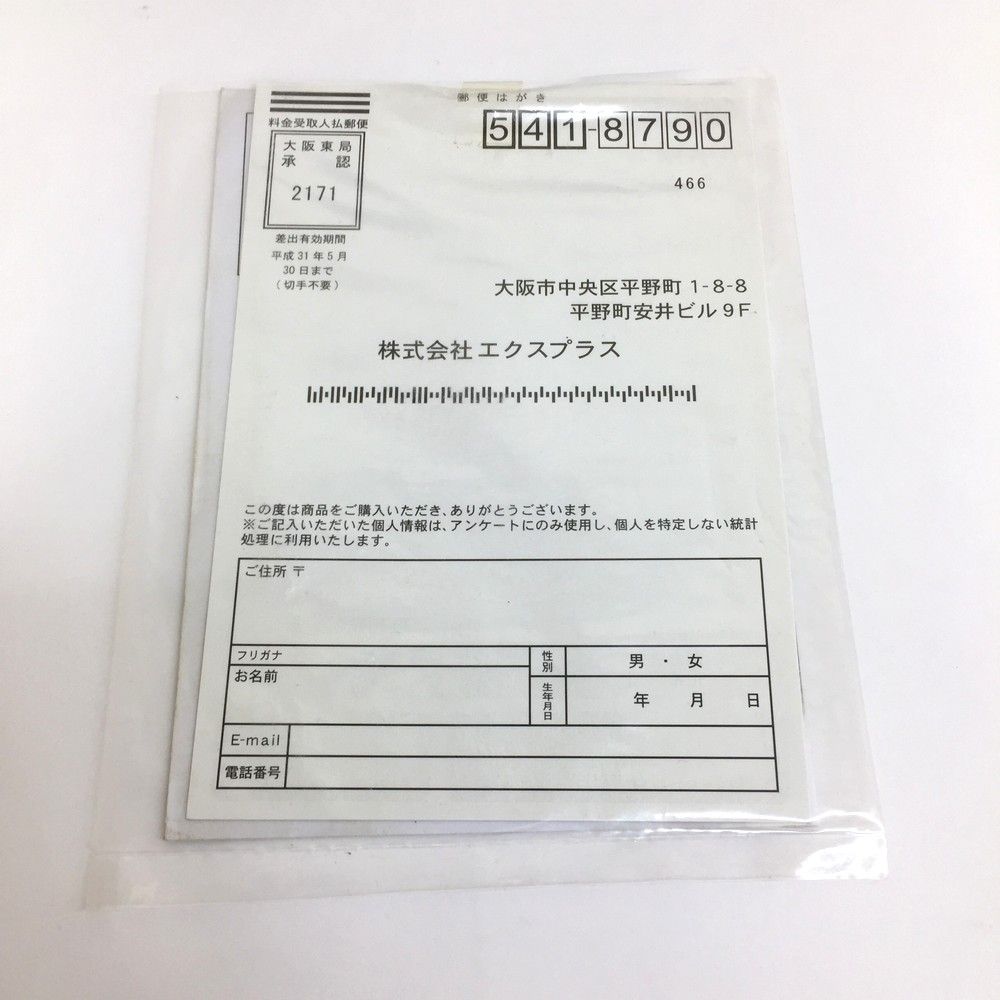 郵便はがき
料金受取人払郵便
大阪東局
承認
2171
差出有効期間
平成31年5月
30日まで
(切手不要)
541-8790
466
大阪市中央区平野町1-8-8
平野町安井ビル9F
株式会社エクスプラス
この度は商品をご購入いただき、ありがとうございます。
※ご記入いただいた個人情報は、アンケートにのみ使用し、個人を特定しない統計
処理に利用いたします。
ご住所 〒
フリガナ
お名前
性別
男・女
生年月日
年 月 日
E-mail
電話番号